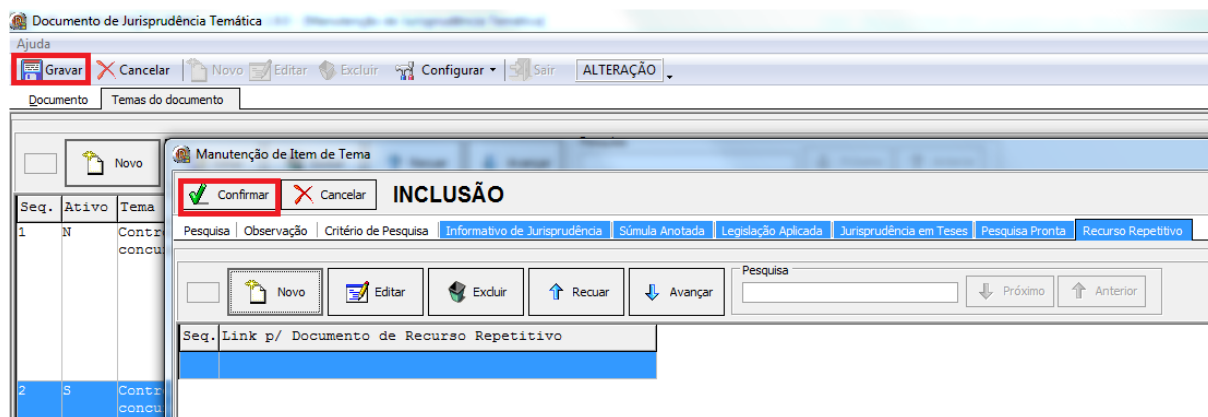 Documento de Jurisprudência Temática
Ajuda
Gravar Cancelar Novo Editar Excluir Configurar Sair ALTERAÇÃO
Documento Temas do documento
Novo
Manutenção de Item de Tema
Confirmar Cancelar INCLUSÃO
Seq. Ativo Tema
Pesquisa Observação Critério de Pesquisa Informativo de Jurisprudência Súmula Anotada Legislação Aplicada Jurisprudência em Teses Pesquisa Pronta Recurso Repetitivo
1 N Contr
concu
Novo Editar Excluir Recuar Avançar Pesquisa Próximo Anterior
Seq. Link p/ Documento de Recurso Repetitivo
2 S Contr
concu